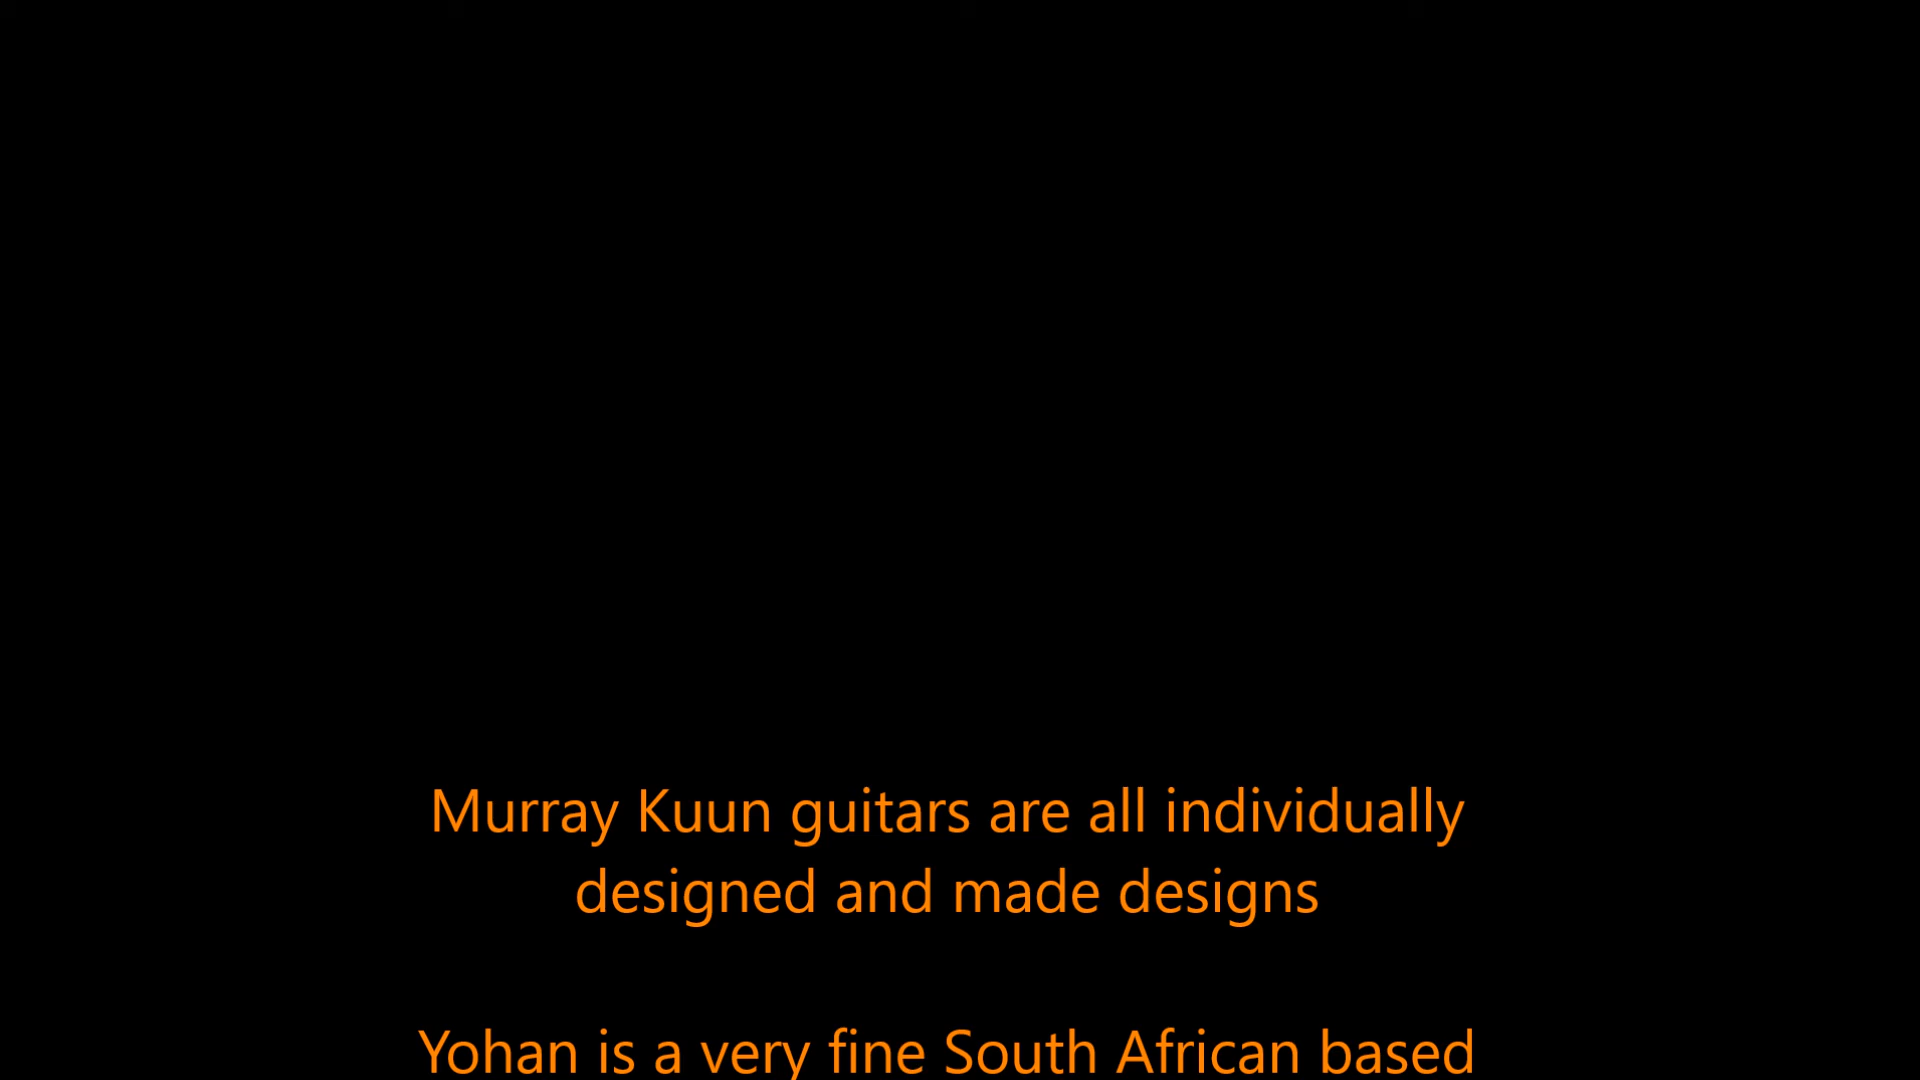 Murray Kuun guitars are all individually
designed and made designs
Yohan is a very fine South African based